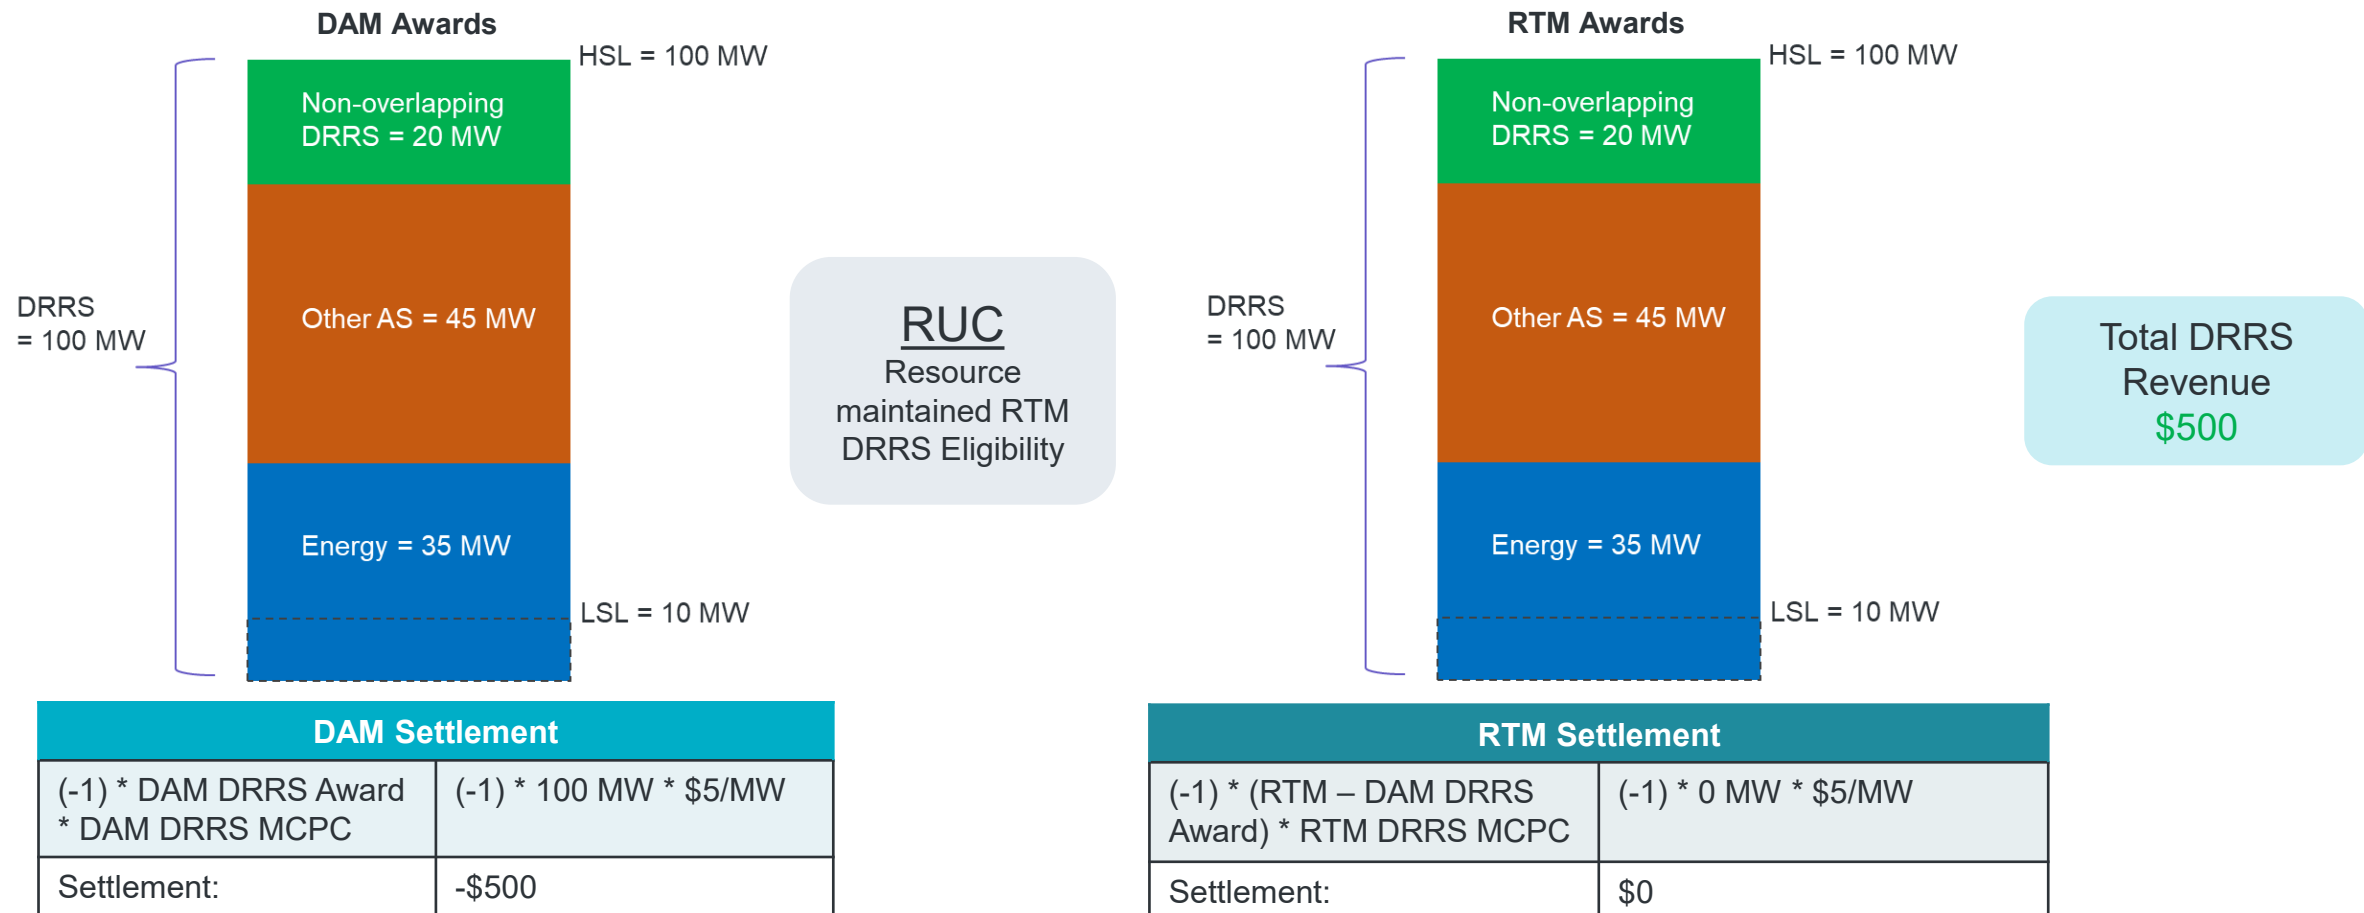 DAM Awards
HSL = 100 MW
Non-overlapping
DRRS = 20 MW
Other AS = 45 MW
DRRS
= 100 MW
Energy = 35 MW
LSL = 10 MW
RUC
Resource
maintained RTM
DRRS Eligibility
RTM Awards
HSL = 100 MW
Non-overlapping
DRRS = 20 MW
Other AS = 45 MW
DRRS
= 100 MW
Energy = 35 MW
LSL = 10 MW
Total DRRS
Revenue
$500
DAM Settlement
(-1) * DAM DRRS Award
* DAM DRRS MCPC
(-1) * 100 MW * $5/MW
Settlement:
-$500
RTM Settlement
(-1) * (RTM – DAM DRRS
Award) * RTM DRRS MCPC
(-1) * 0 MW * $5/MW
Settlement:
$0